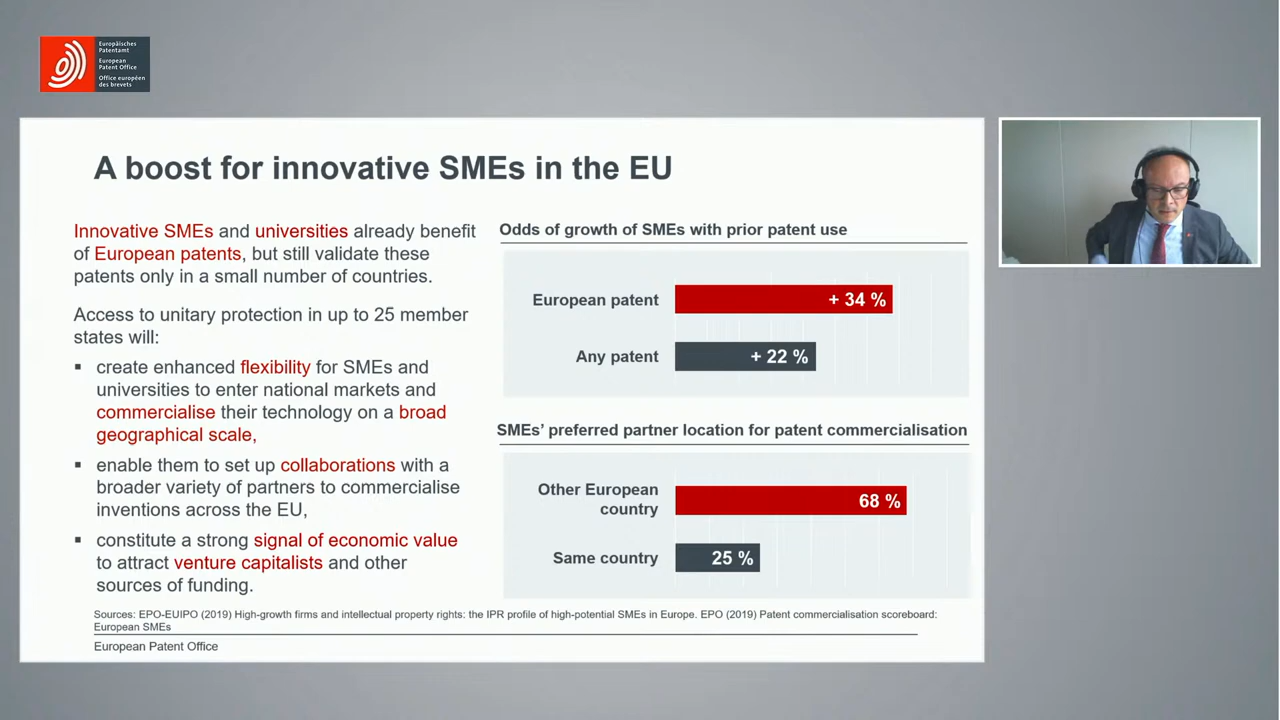 Europäisches
Patentamt
European
Patent Office
Office européen
des brevets
A boost for innovative SMEs in the EU
Innovative SMEs and universities already benefit
of European patents, but still validate these
patents only in a small number of countries.
Access to unitary protection in up to 25 member
states will:
▪ create enhanced flexibility for SMEs and
universities to enter national markets and
commercialise their technology on a broad
geographical scale,
▪ enable them to set up collaborations with a
broader variety of partners to commercialise
inventions across the EU,
▪ constitute a strong signal of economic value
to attract venture capitalists and other
sources of funding.
Odds of growth of SMEs with prior patent use
European patent + 34 %
Any patent + 22 %
SMEs' preferred partner location for patent commercialisation
Other European
country 68 %
Same country 25 %
Sources: EPO-EUIPO (2019) High-growth firms and intellectual property rights: the IPR profile of high-potential SMEs in Europe. EPO (2019) Patent commercialisation scoreboard:
European SMEs
European Patent Office